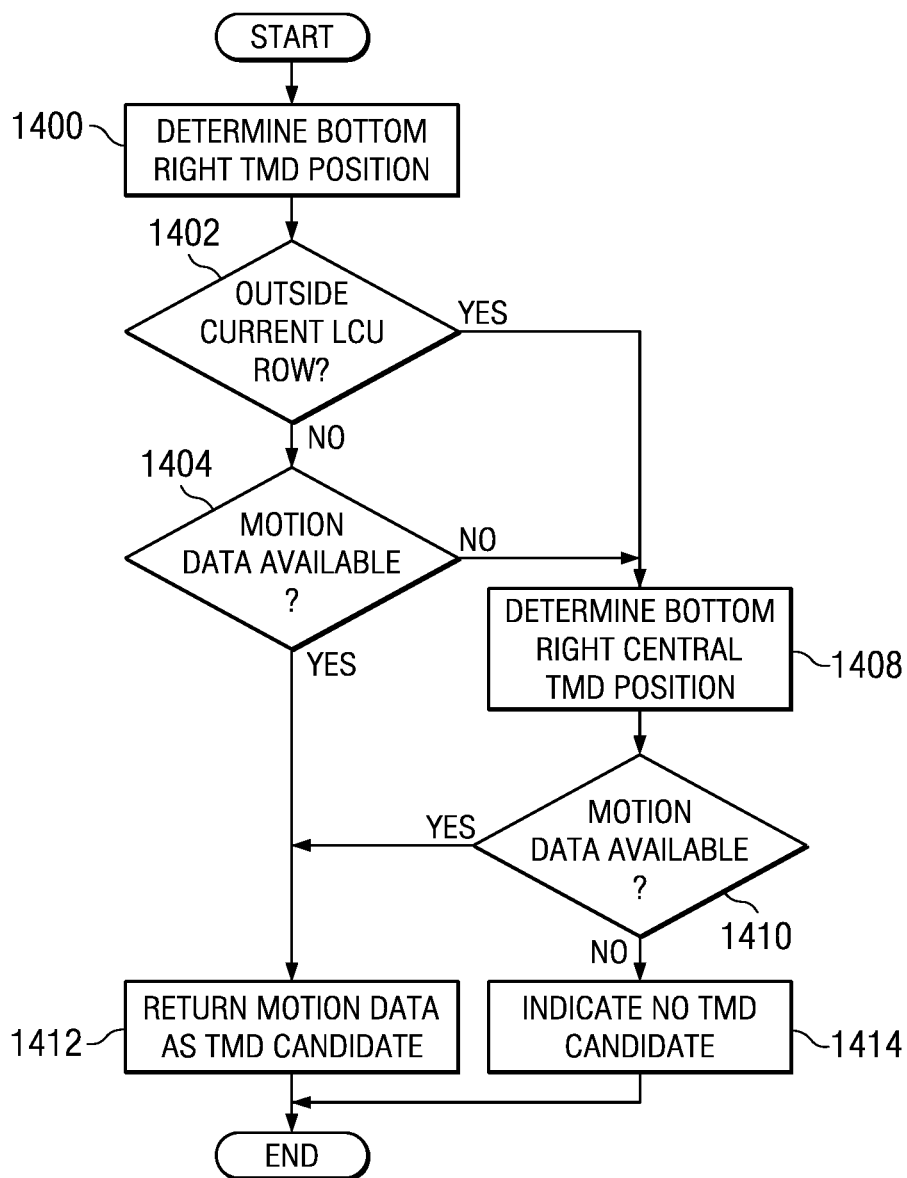 START
1400
DETERMINE BOTTOM
RIGHT TMD POSITION
1402
OUTSIDE
CURRENT LCU
ROW?
YES
NO
1404
MOTION
DATA AVAILABLE
?
NO
YES
DETERMINE BOTTOM
RIGHT CENTRAL
TMD POSITION
1408
MOTION
DATA AVAILABLE
?
YES
1410
NO
1412
RETURN MOTION DATA
AS TMD CANDIDATE
INDICATE NO TMD
CANDIDATE
1414
END